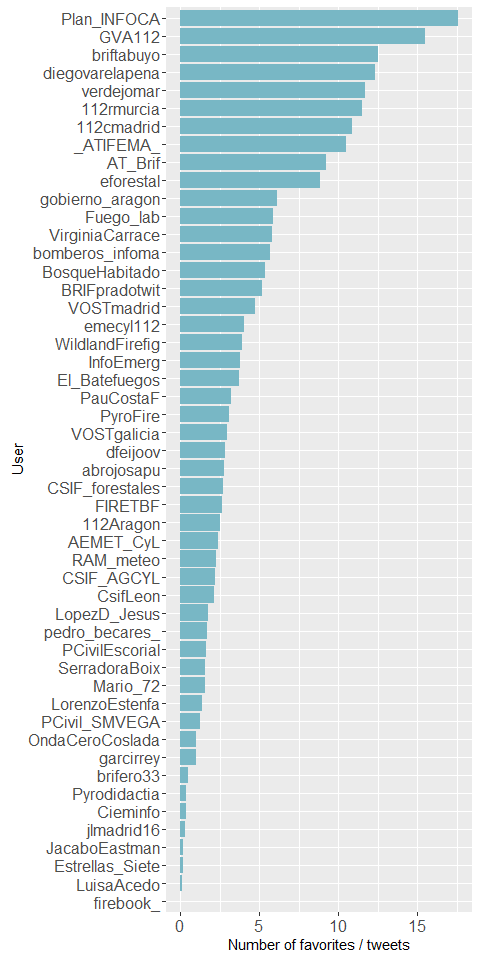 Plan_INFOCA
GVA112
briftabuyo
diegovarelapena
verdejomar
112rmurcia
112cmadrid
_ATIFEMA_
AT_Brif
eforestal
gobierno_aragon
Fuego_lab
VirginiaCarrace
bomberos_infoma
BosqueHabitado
BRIFpradotwit
VOSTmadrid
emecyl112
WildlandFirefig
InfoEmerg
El_Batefuegos
PauCostaF
PyroFire
VOSTgalicia
dfeijoov
abrojosapu
CSIF_forestales
FIRETBF
112Aragon
AEMET_CyL
RAM_meteo
CSIF_AGCYL
CsifLeon
LopezD_Jesus
pedro_becares_
PCivilEscorial
SerradoraBoix
Mario_72
LorenzoEstenfa
PCivil_SMVEGA
OndaCeroCoslada
garcirrey
brifero33
Pyrodidactia
Cieminfo
jlmadrid16
JacaboEastman
Estrellas_Siete
LuisaAcedo
firebook_
User
0 5 10 15
Number of favorites / tweets